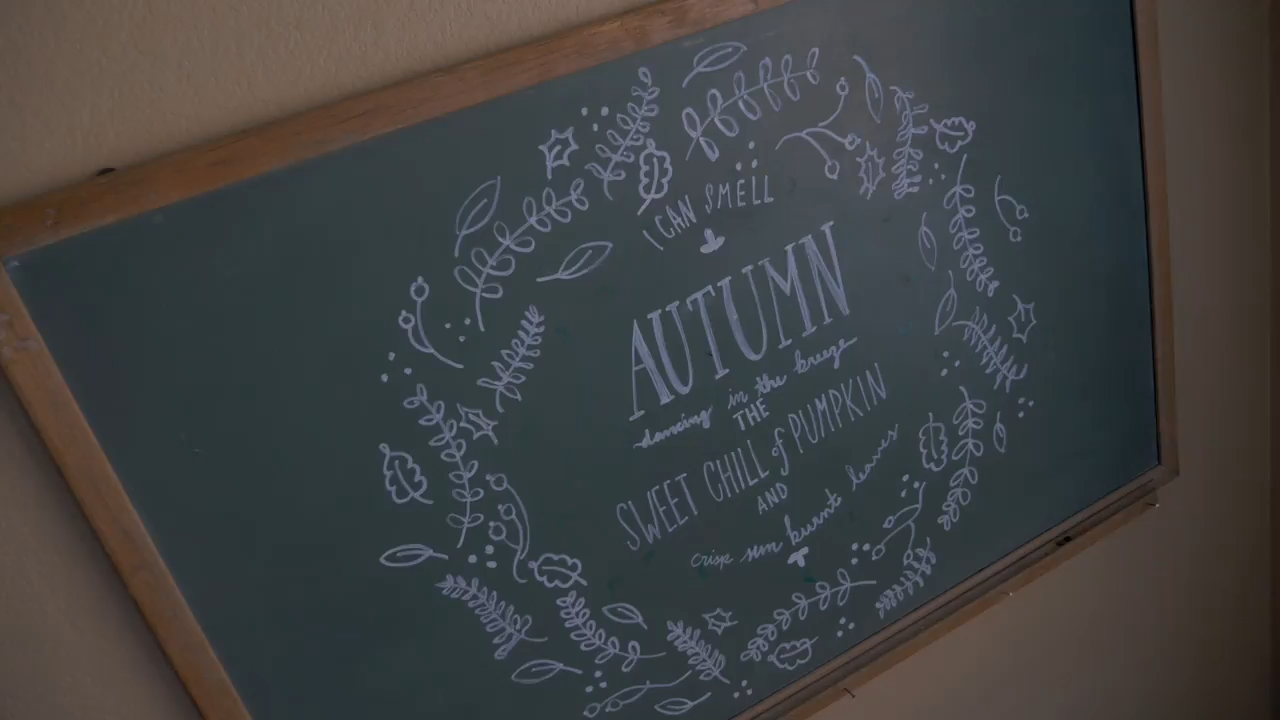 I CAN SMELL
AUTUMN
dancing in the breeze
THE
SWEET CHILL of PUMPKIN
AND
crisp sun burnt leaves